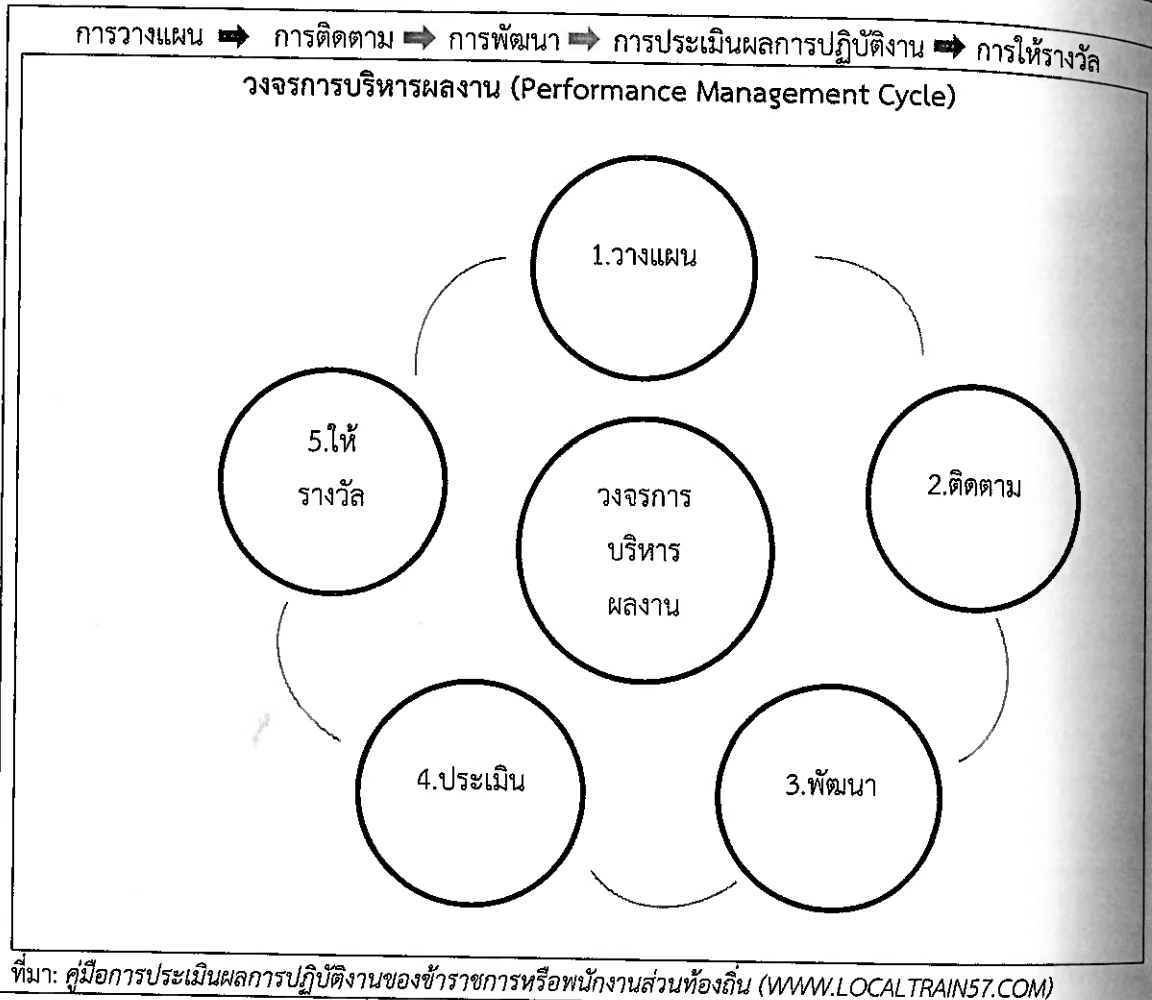 การวางแผน ➡ การติดตาม ➡ การพัฒนา ➡ การประเมินผลการปฏิบัติงาน ➡ การให้รางวัล
วงจรการบริหารผลงาน (Performance Management Cycle)
1.วางแผน
2.ติดตาม
3.พัฒนา
4.ประเมิน
5.ให้
รางวัล
วงจรการ
บริหาร
ผลงาน
ที่มา: คู่มือการประเมินผลการปฏิบัติงานของข้าราชการหรือพนักงานส่วนท้องถิ่น (WWW.LOCALTRAIN57.COM)